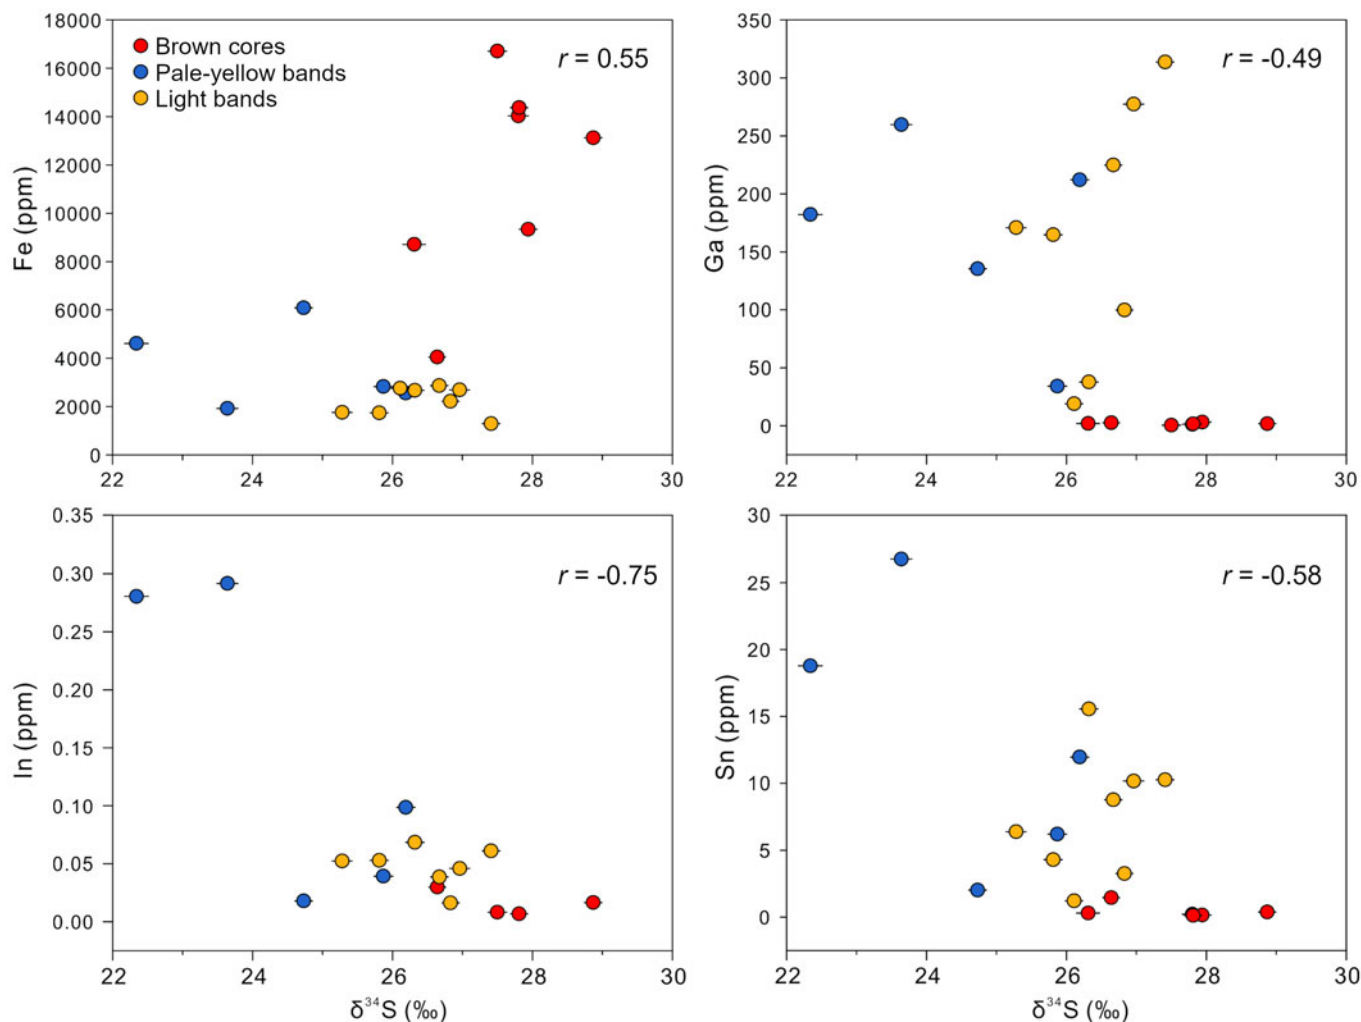 18000
16000
14000
12000
10000
8000
6000
4000
2000
0
Fe (ppm)
Brown cores
Pale-yellow bands
Light bands
r = 0.55
22 24 26 28 30
350
300
250
200
150
100
50
0
Ga (ppm)
r = -0.49
22 24 26 28 30
0.35
0.30
0.25
0.20
0.15
0.10
0.05
0.00
In (ppm)
r = -0.75
22 24 26 28 30
δ³⁴S (‰)
30
25
20
15
10
5
0
Sn (ppm)
r = -0.58
22 24 26 28 30
δ³⁴S (‰)